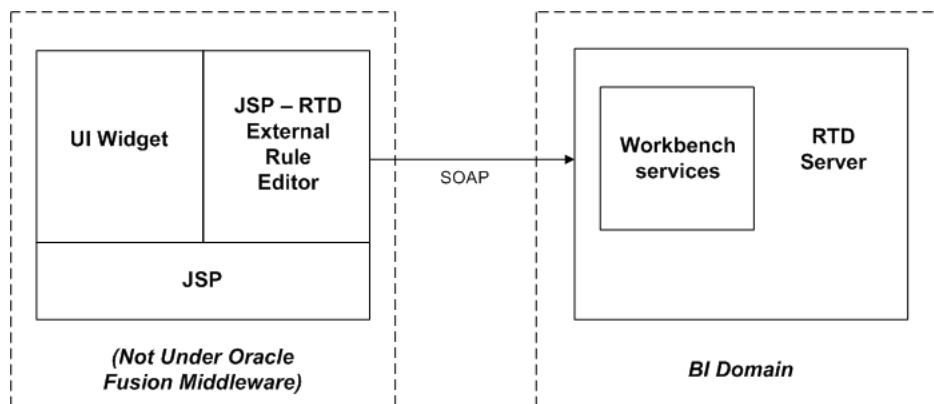 UI Widget
JSP – RTD
External
Rule
Editor
JSP
(Not Under Oracle
Fusion Middleware)
SOAP
Workbench
services
RTD
Server
BI Domain